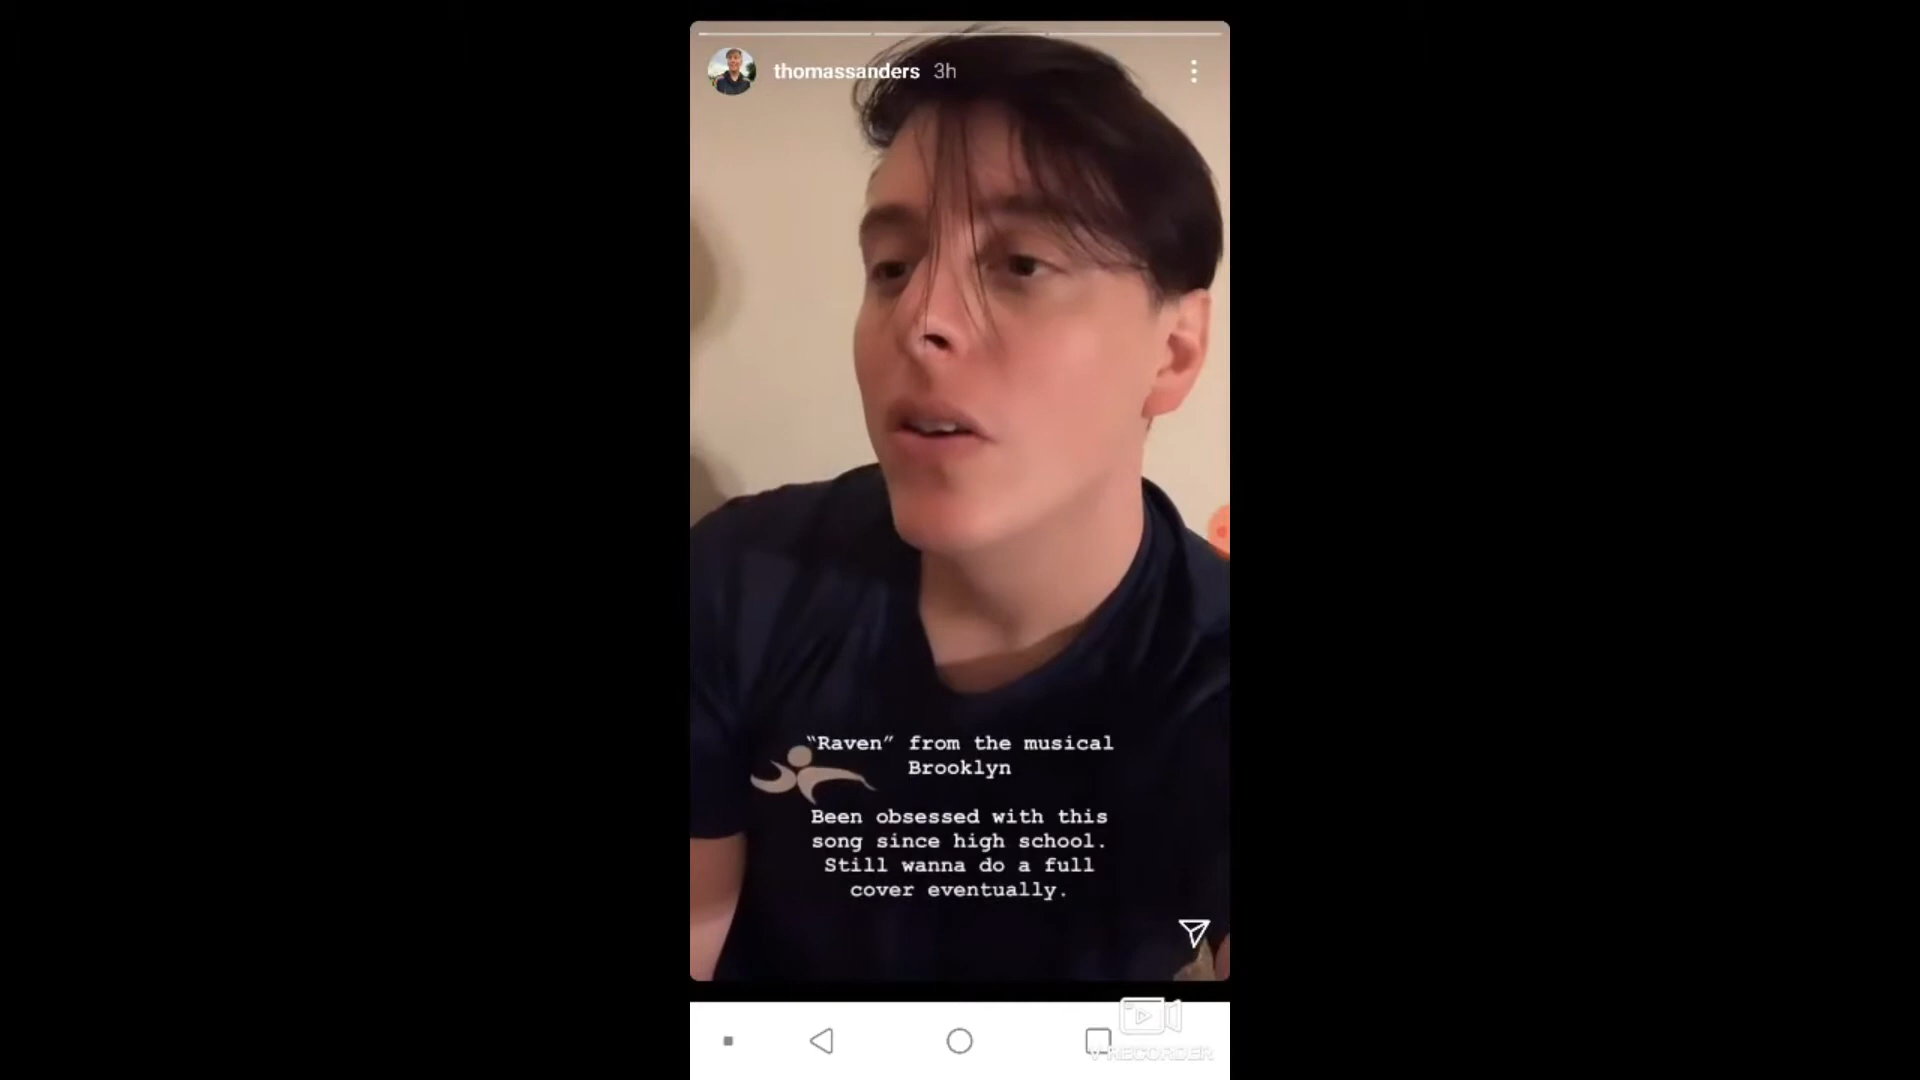 thomassanders 3h
“Raven” from the musical
Brooklyn
Been obsessed with this
song since high school.
Still wanna do a full
cover eventually.
V RECORDER